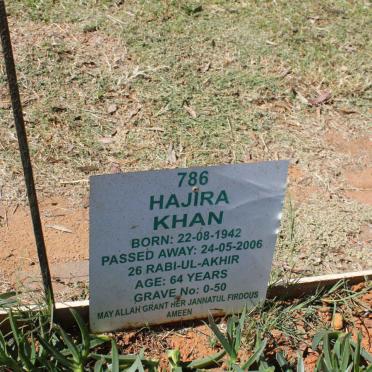 786
HAJIRA
KHAN
BORN: 22-08-1942
PASSED AWAY: 24-05-2006
26 RABI-UL-AKHIR
AGE: 64 YEARS
GRAVE No: 0-50
MAY ALLAH GRANT HER JANNATUL FIRDOUS
AMEEN